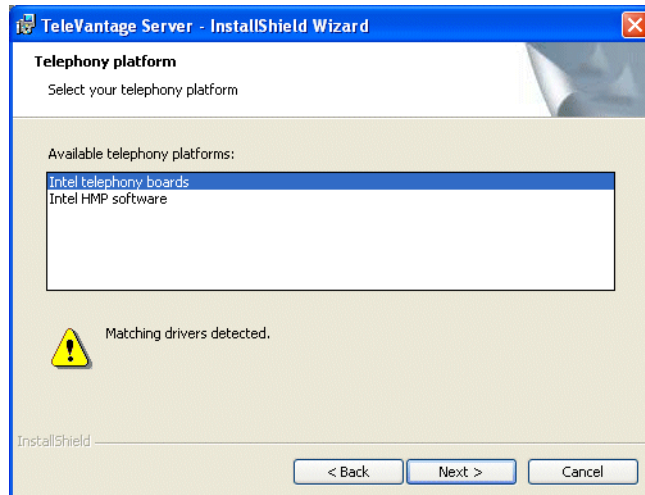 TeleVantage Server - InstallShield Wizard
Telephony platform
Select your telephony platform
Available telephony platforms:
Intel telephony boards
Intel HMP software
Matching drivers detected.
InstallShield
< Back
Next >
Cancel